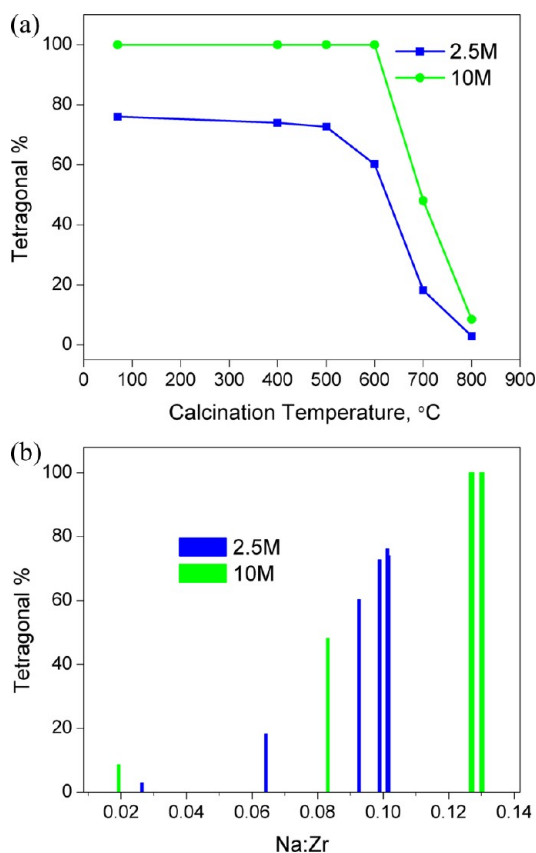 (a)
100
80
60
40
20
0
Tetragonal %
2.5M
10M
0 100 200 300 400 500 600 700 800 900
Calcination Temperature, °C
(b)
100
80
60
40
20
0
Tetragonal %
2.5M
10M
0.02 0.04 0.06 0.08 0.10 0.12 0.14
Na:Zr